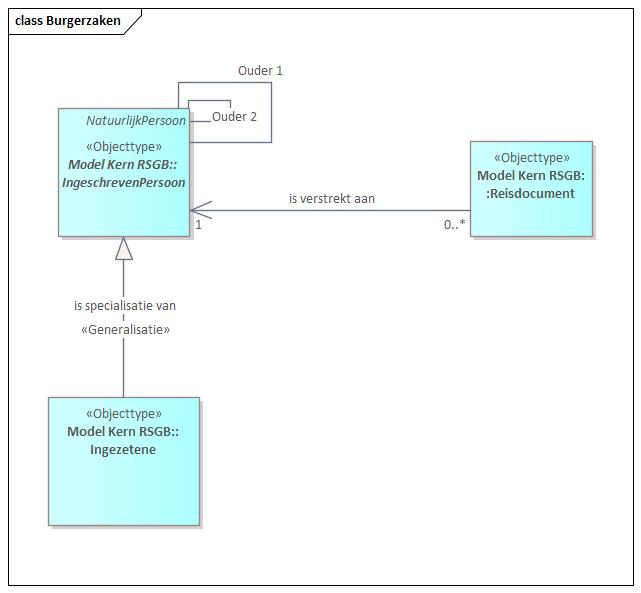 class Burgerzaken
Ouder 1
NatuurlijkPersoon
Ouder 2
«Objecttype»
Model Kern RSGB::
IngeschrevenPersoon
«Objecttype»
Model Kern RSGB:
:Reisdocument
is verstrekt aan
1
0..*
is specialisatie van
«Generalisatie»
«Objecttype»
Model Kern RSGB::
Ingezetene